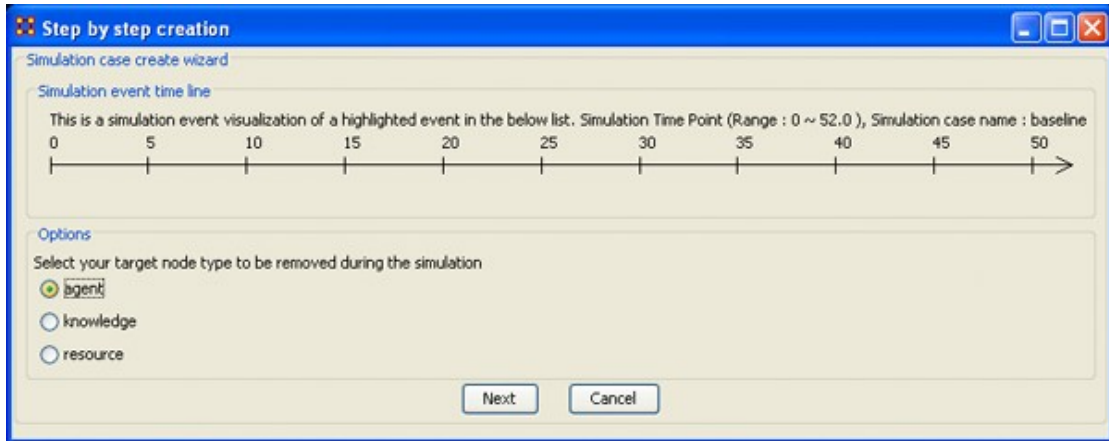 Step by step creation
Simulation case create wizard
Simulation event time line
This is a simulation event visualization of a highlighted event in the below list. Simulation Time Point (Range : 0 ~ 52.0 ), Simulation case name : baseline
0 5 10 15 20 25 30 35 40 45 50
Options
Select your target node type to be removed during the simulation
agent
knowledge
resource
Next Cancel